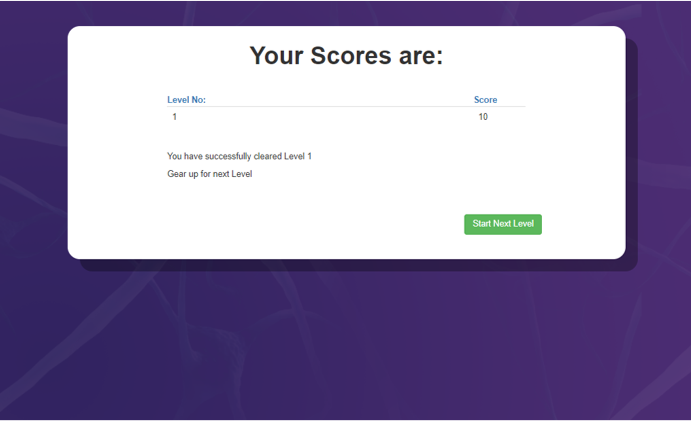 Your Scores are:
Level No: Score
1 10
You have successfully cleared Level 1
Gear up for next Level
Start Next Level